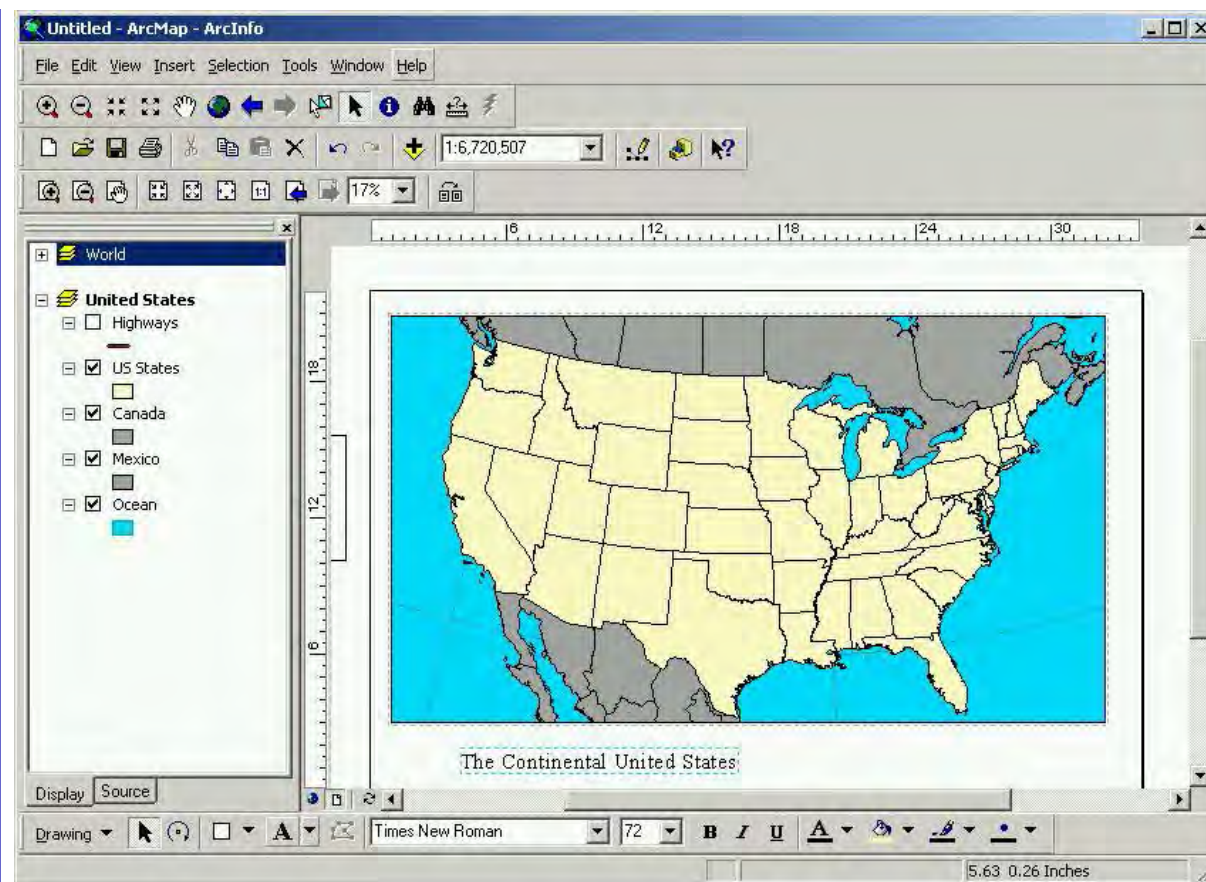 Untitled - ArcMap - ArcInfo
File Edit View Insert Selection Tools Window Help
1:6,720,507
1:1 17%
6 12 18 24 30
World
United States
Highways
US States
Canada
Mexico
Ocean
18
12
6
The Continental United States
Display Source
Drawing A Times New Roman 72 B I U A
5.63 0.26 Inches